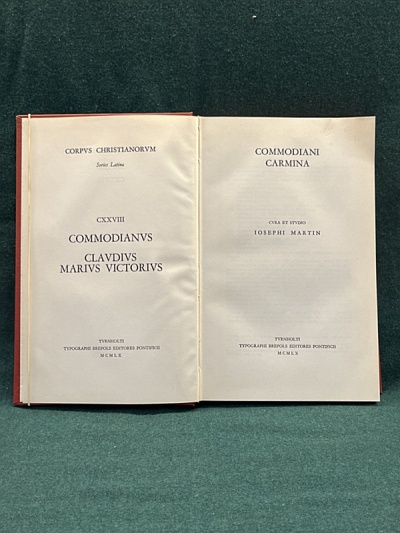 CORPVS CHRISTIANORVM
Series Latina
CXXVIII
COMMODIANVS
CLAVDIVS
MARIVS VICTORIVS
TVRNHOLTI
TYPOGRAPHI BREPOLS EDITORES PONTIFICII
MCMLX
COMMODIANI
CARMINA
CVRA ET STVDIO
IOSEPHI MARTIN
TVRNHOLTI
TYPOGRAPHI BREPOLS EDITORES PONTIFICII
MCMLX